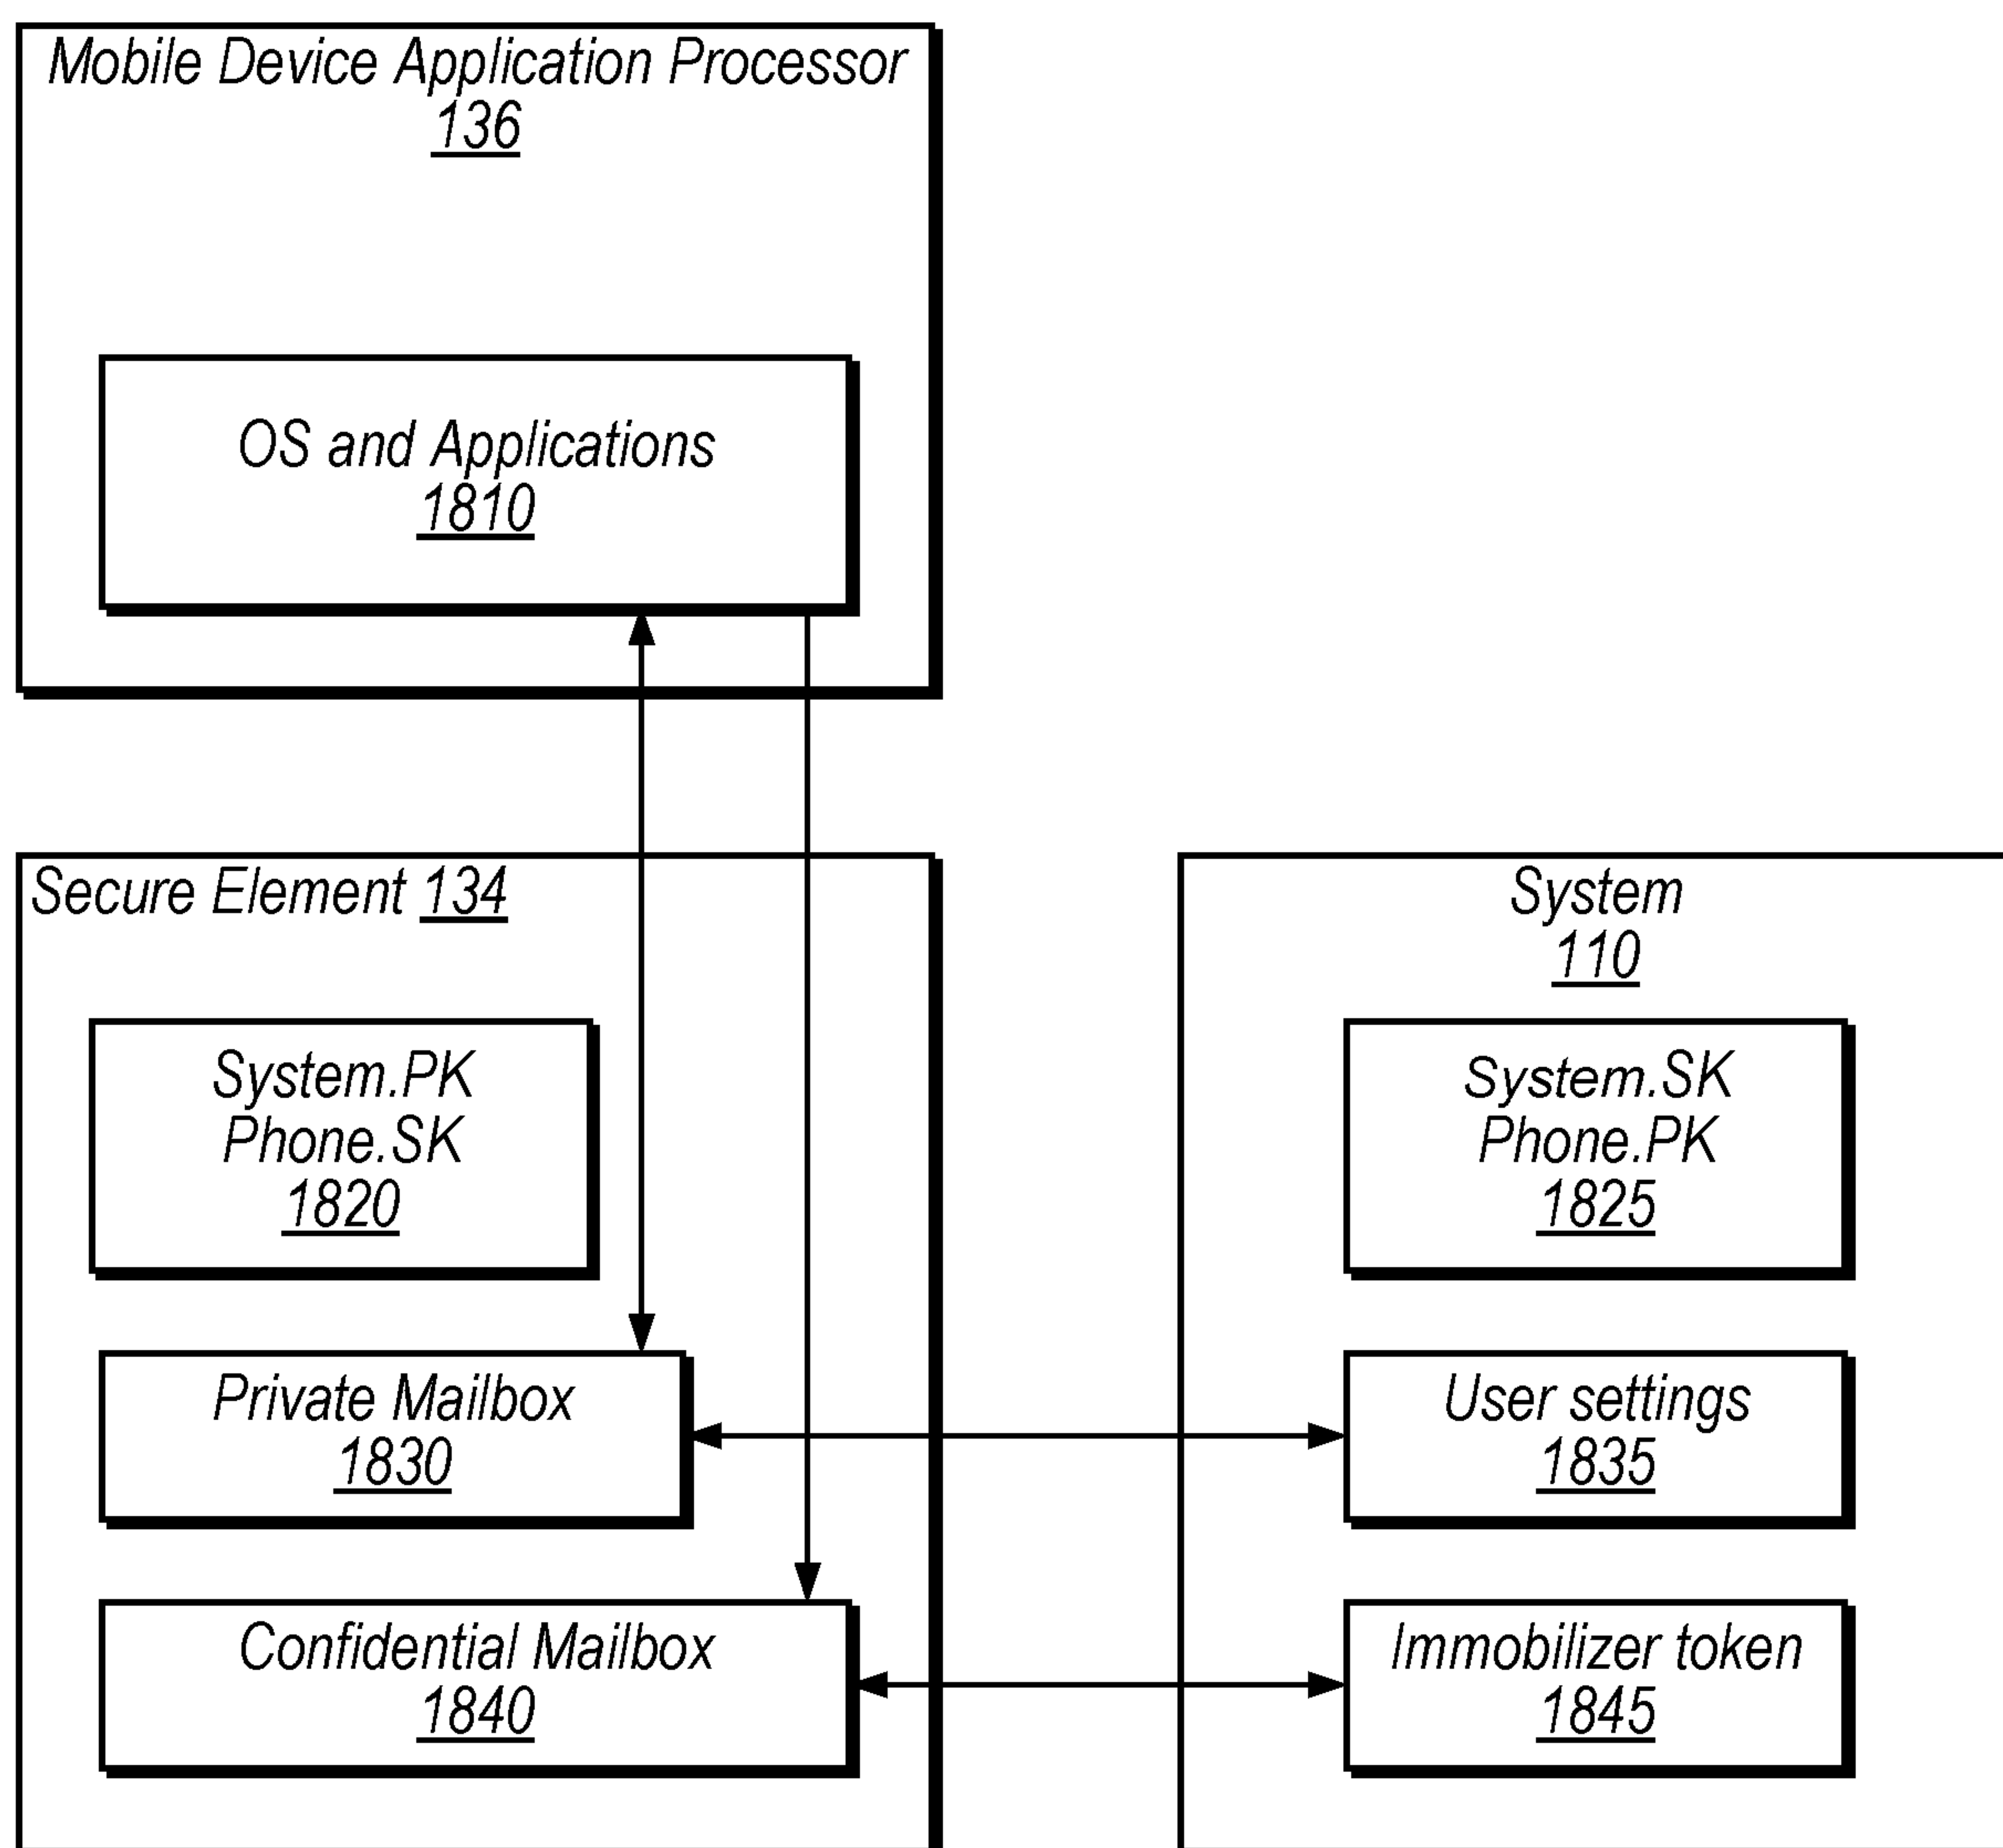 Mobile Device Application Processor
136
OS and Applications
1810
Secure Element 134
System.PK
Phone.SK
1820
Private Mailbox
1830
Confidential Mailbox
1840
System
110
System.SK
Phone.PK
1825
User settings
1835
Immobilizer token
1845